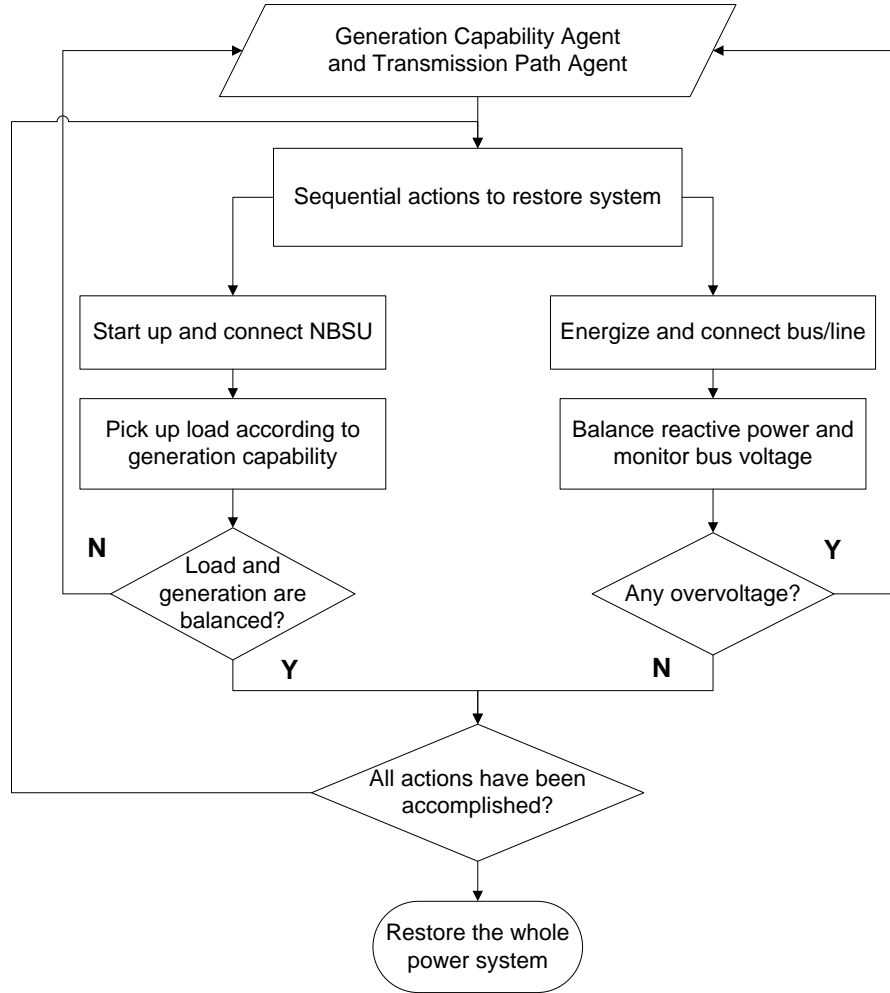 Generation Capability Agent
and Transmission Path Agent
Sequential actions to restore system
Start up and connect NBSU
Energize and connect bus/line
Pick up load according to
generation capability
Balance reactive power and
monitor bus voltage
N
Load and
generation are
balanced?
Y
Any overvoltage?
Y
N
All actions have been
accomplished?
Restore the whole
power system